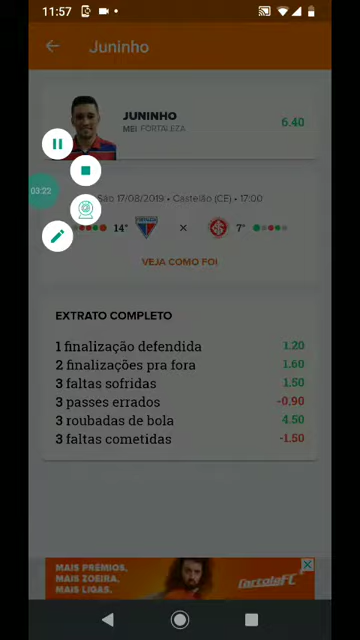 11:57
Juninho
JUNINHO
MEI FORTALEZA
6.40
03:22
São 17/08/2019 • Castelão (CE) • 17:00
14° FORTALEZA × 7°
VEJA COMO FOI
EXTRATO COMPLETO
1 finalização defendida 1.20
2 finalizações pra fora 1.60
3 faltas sofridas 1.50
3 passes errados -0.90
3 roubadas de bola 4.50
3 faltas cometidas -1.50
MAIS PRÊMIOS.
MAIS ZOEIRA.
MAIS LIGAS.
CartolaFC